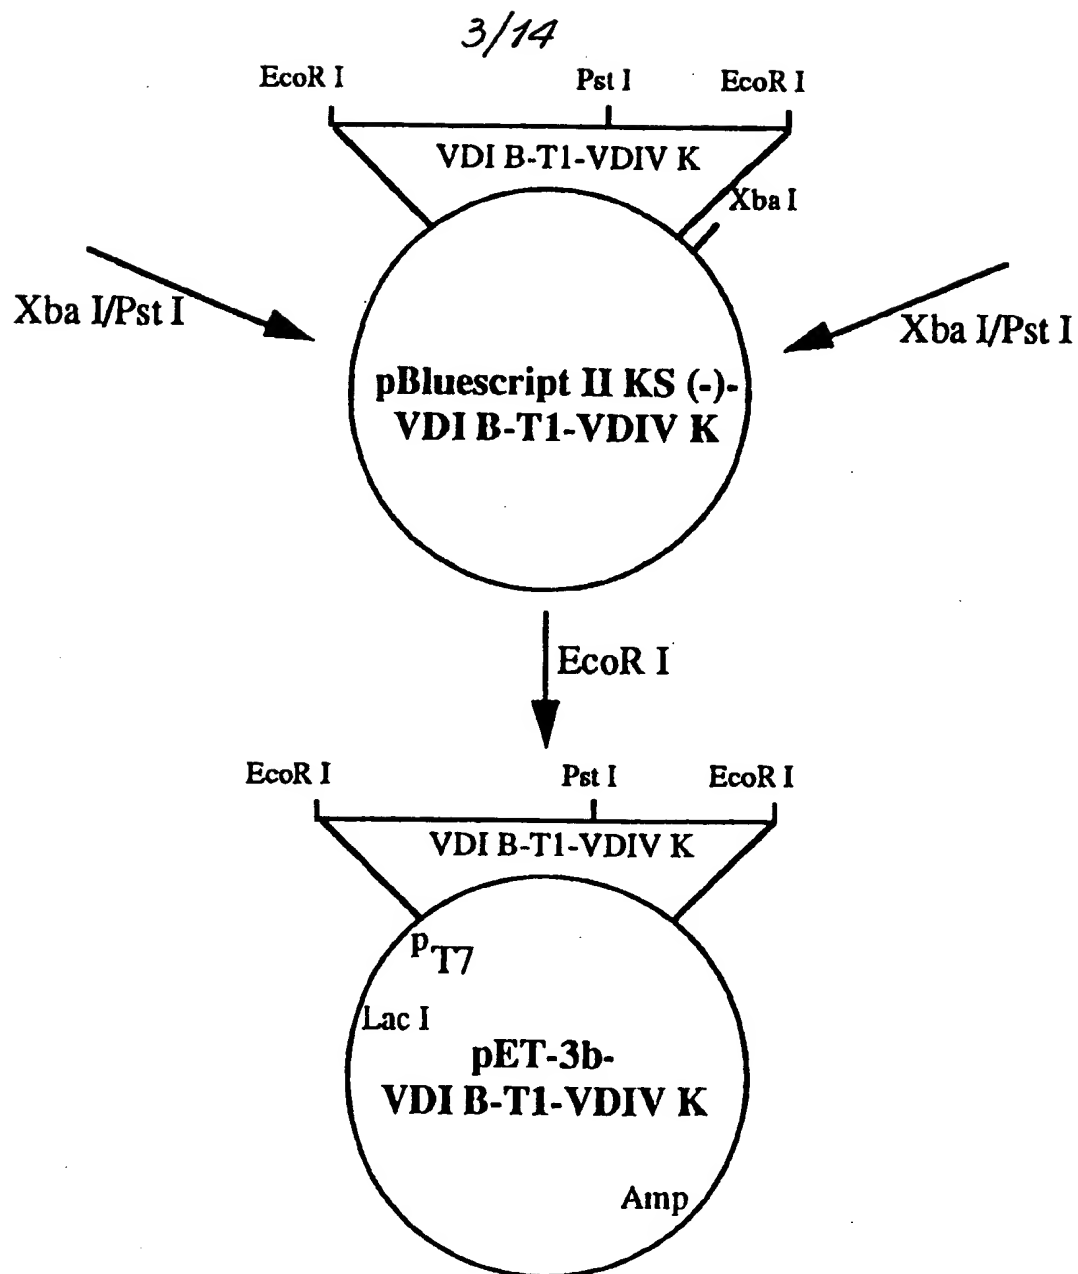 3/14
EcoR I
Pst I
EcoR I
VDI B-T1-VDIV K
Xba I
Xba I/Pst I
Xba I/Pst I
pBluescript II KS (-)-
VDI B-T1-VDIV K
EcoR I
EcoR I
Pst I
EcoR I
VDI B-T1-VDIV K
PT7
Lac I
pET-3b-
VDI B-T1-VDIV K
Amp